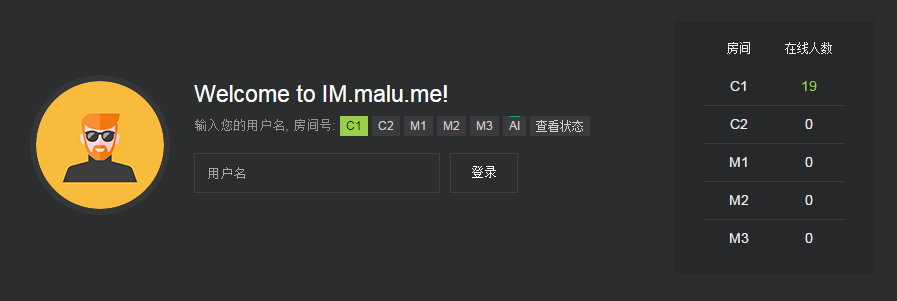 Welcome to IM.malu.me!
输入您的用户名, 房间号: C1 C2 M1 M2 M3 AI 查看状态
用户名 登录
房间 在线人数
C1 19
C2 0
M1 0
M2 0
M3 0